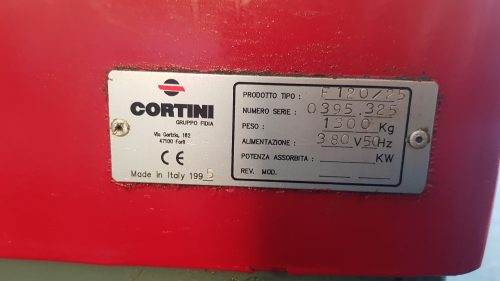 CORTINI
GRUPPO FIDIA
Via Gorizia, 182
47100 Forlì
CE
Made in Italy 1995
PRODOTTO TIPO : F120/25
NUMERO SERIE : 0395.325
PESO : 1300 Kg
ALIMENTAZIONE : 380 V 50 Hz
POTENZA ASSORBITA : KW
REV. MOD.